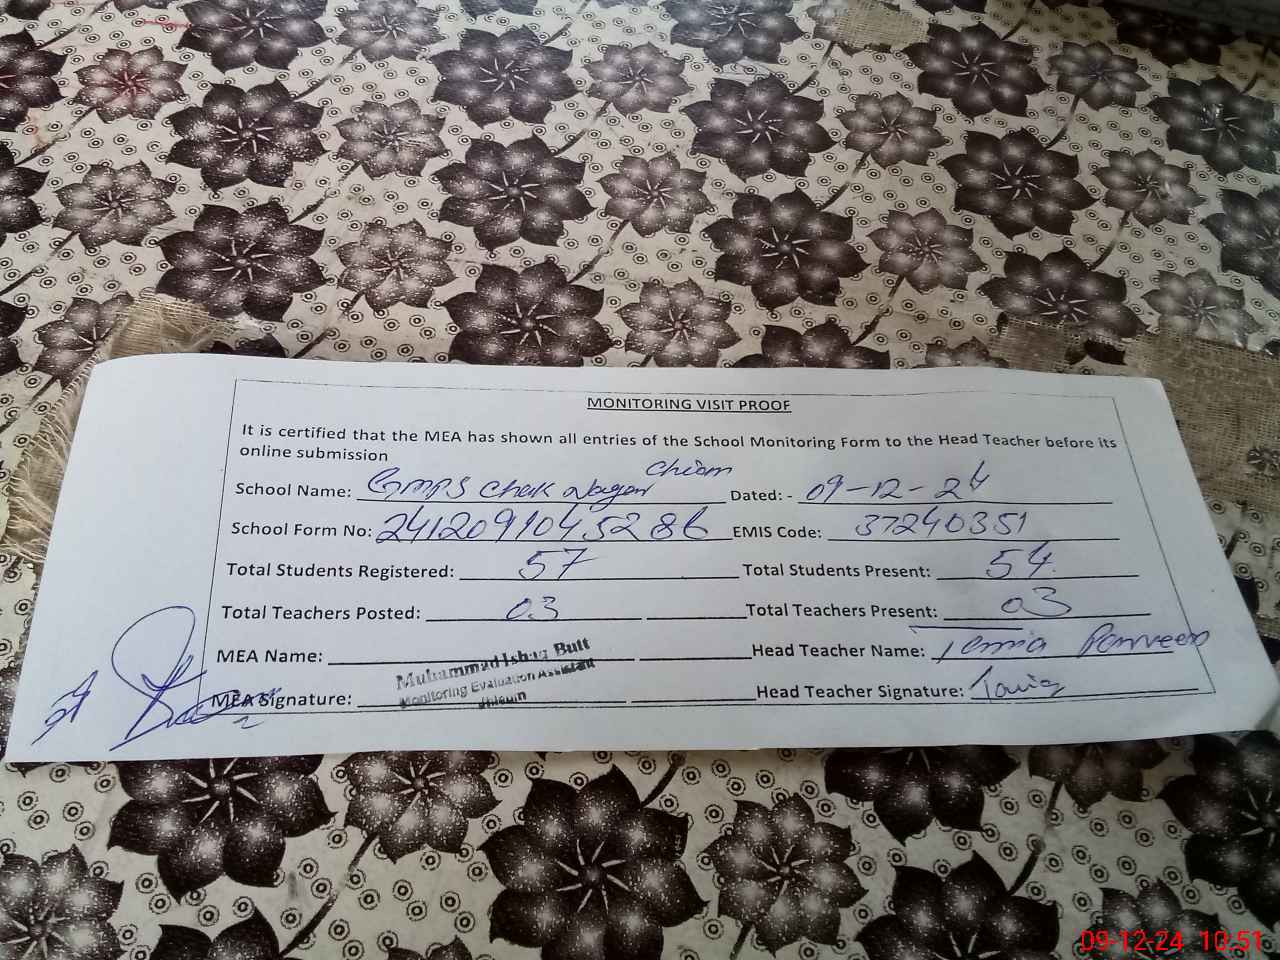 MONITORING VISIT PROOF
It is certified that the MEA has shown all entries of the School Monitoring Form to the Head Teacher before its
online submission
School Name: GMPS Chak Nagar Dated: - 09-12-24
School Form No: 2412091045286 EMIS Code: 37240351
Total Students Registered: 57 Total Students Present: 54
Total Teachers Posted: 03 Total Teachers Present: 03
MEA Name: Muhammad Ishaq Butt Head Teacher Name: Parveen
Monitoring Evaluation Assistant
Jhleum
MEA Signature: Head Teacher Signature:
09-12-24 10:51